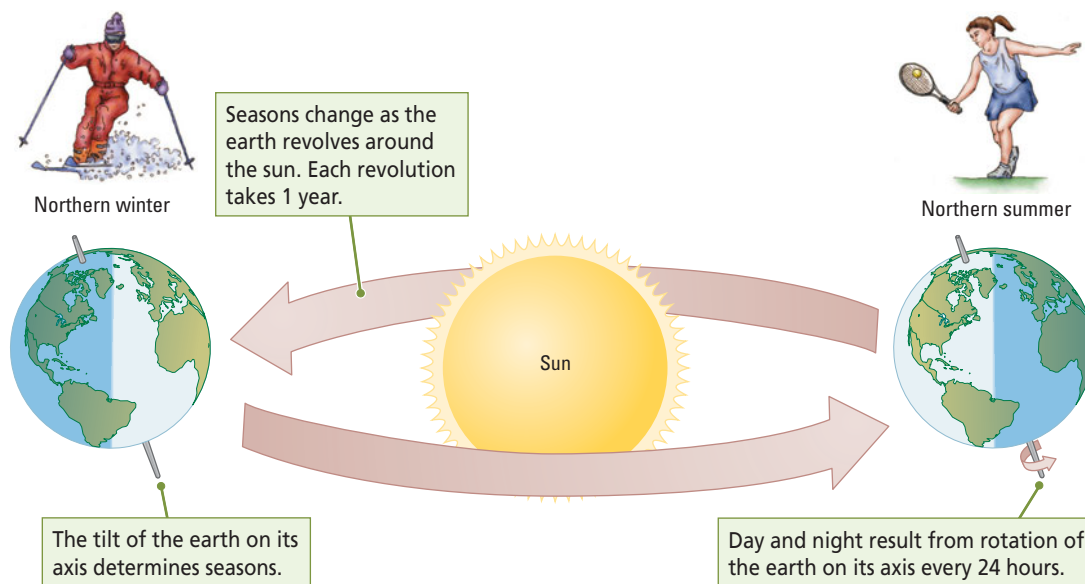 Seasons change as the
earth revolves around
the sun. Each revolution
takes 1 year.
Northern winter
Northern summer
Sun
The tilt of the earth on its
axis determines seasons.
Day and night result from rotation of
the earth on its axis every 24 hours.